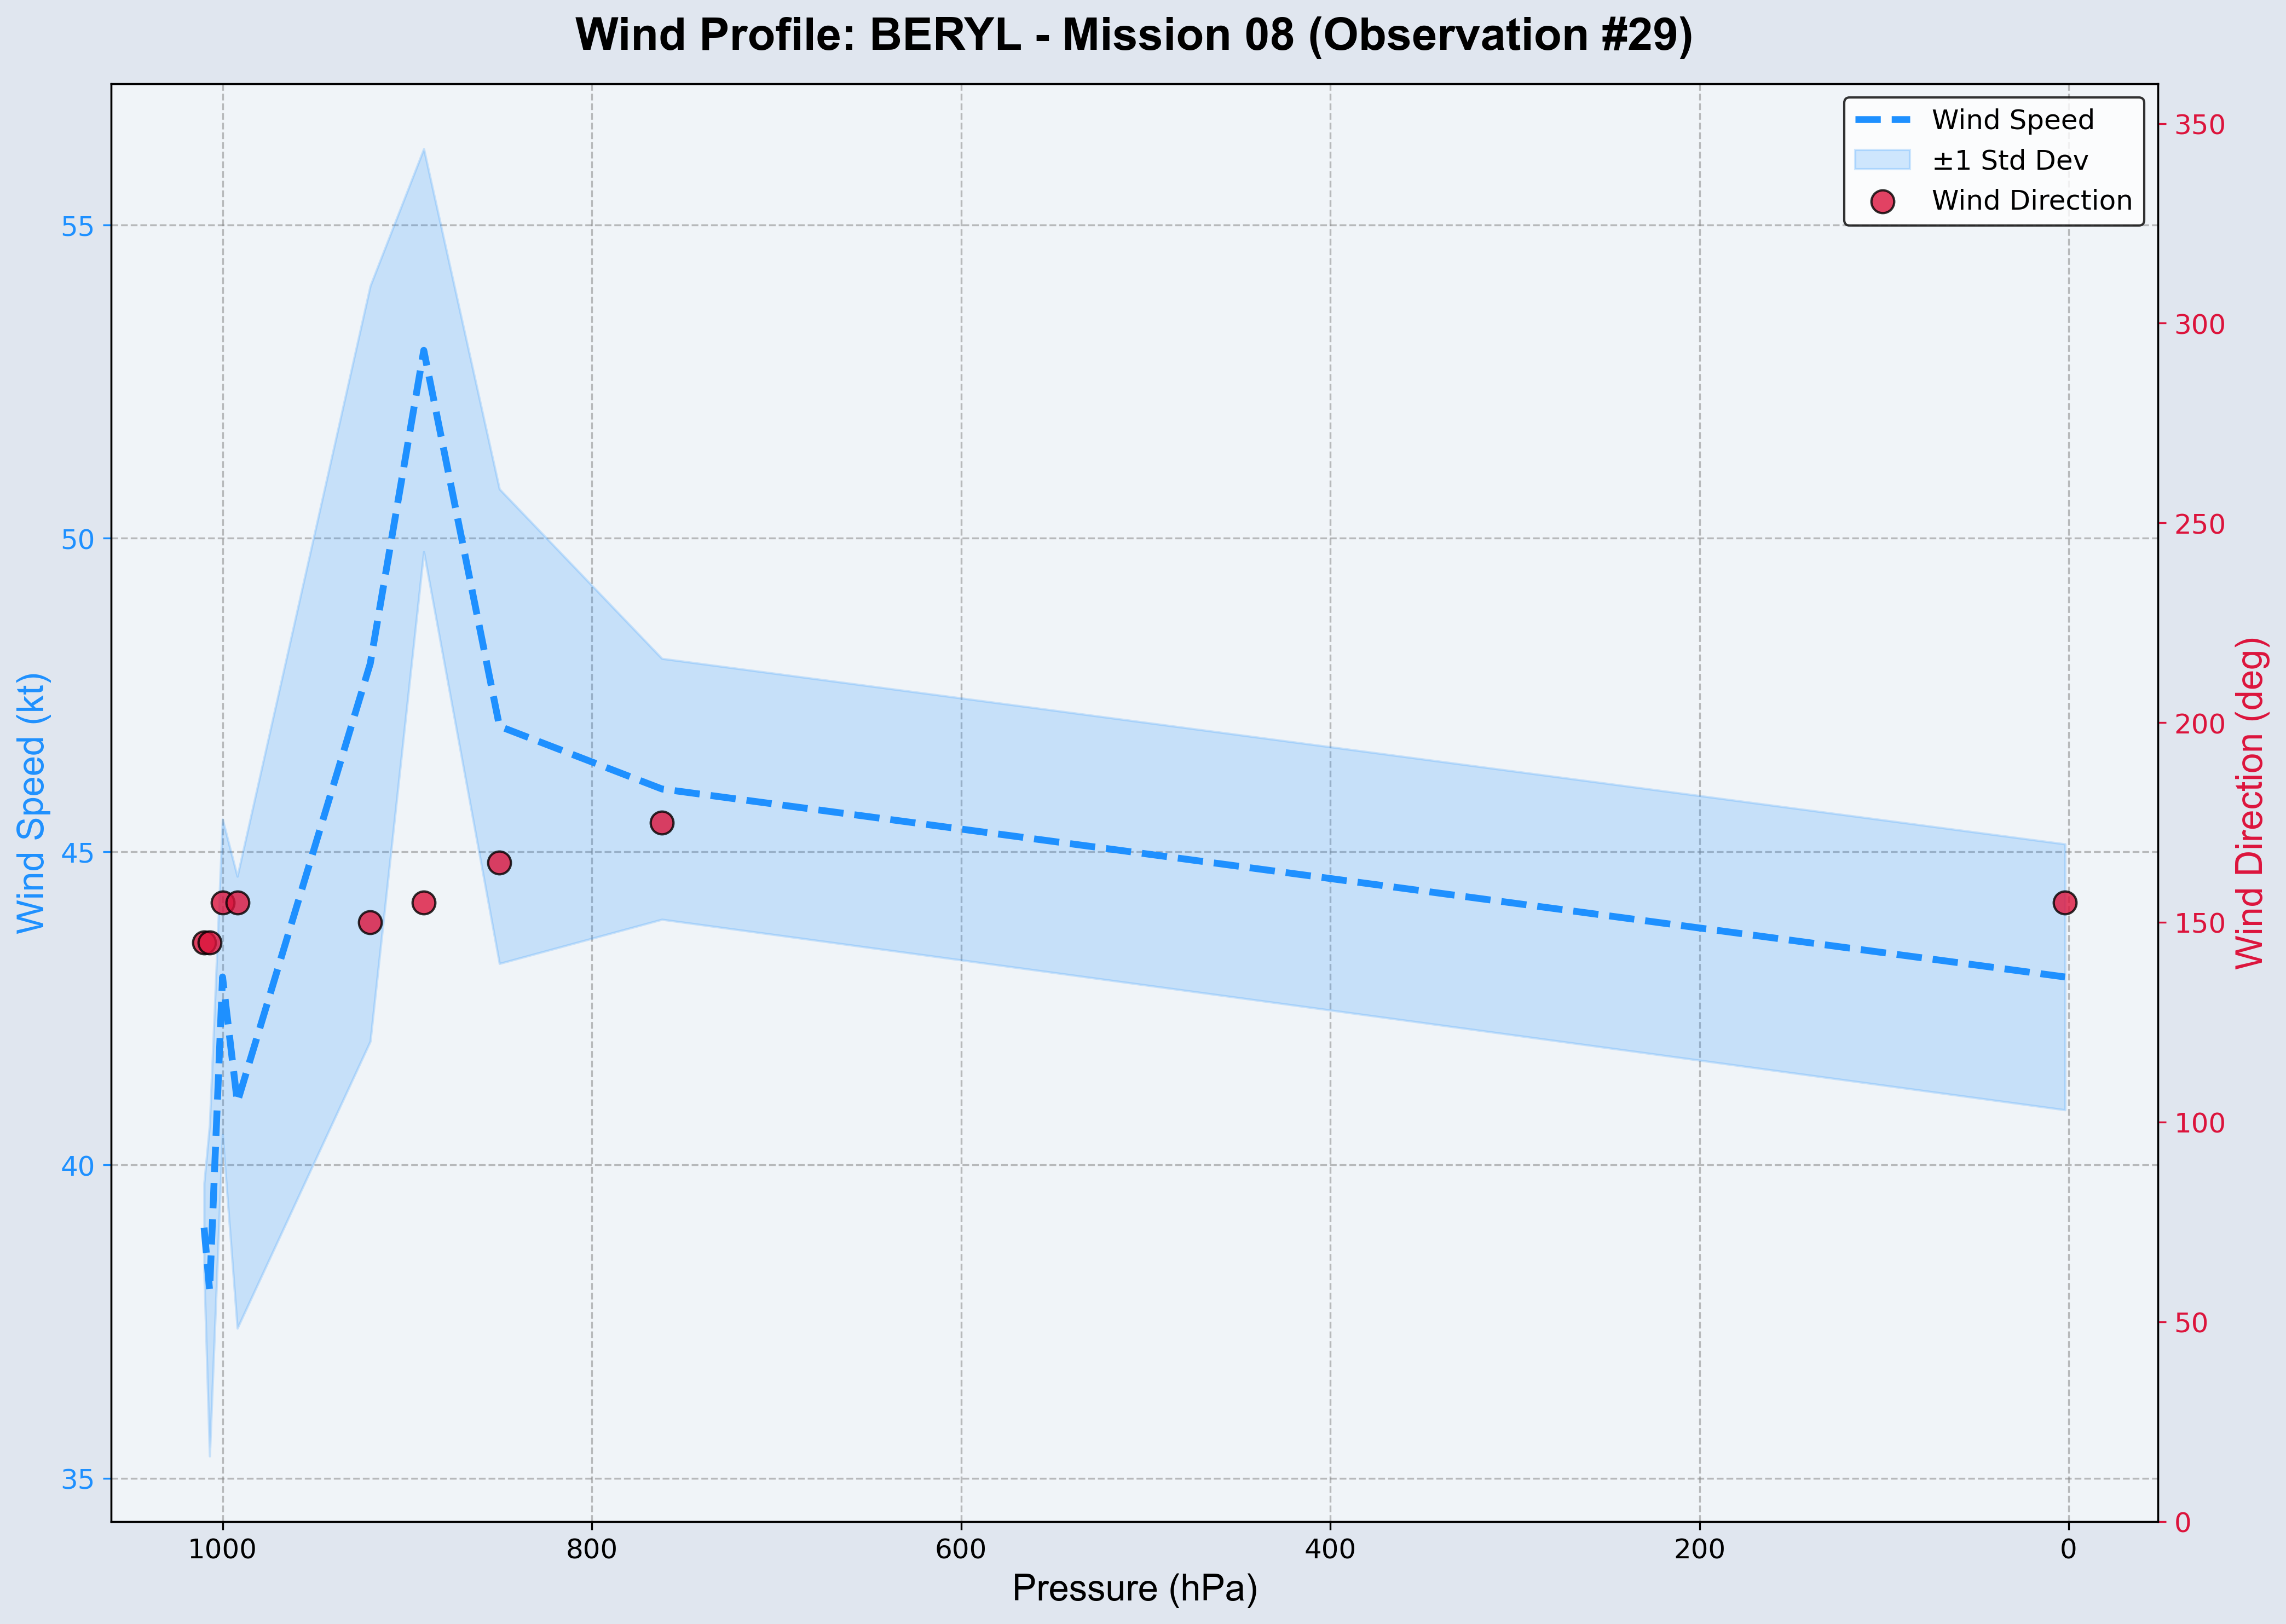 Wind Profile: BERYL - Mission 08 (Observation #29)
Wind Speed
±1 Std Dev
Wind Direction
55
50
45
40
35
Wind Speed (kt)
350
300
250
200
150
100
50
0
Wind Direction (deg)
1000
800
600
400
200
0
Pressure (hPa)